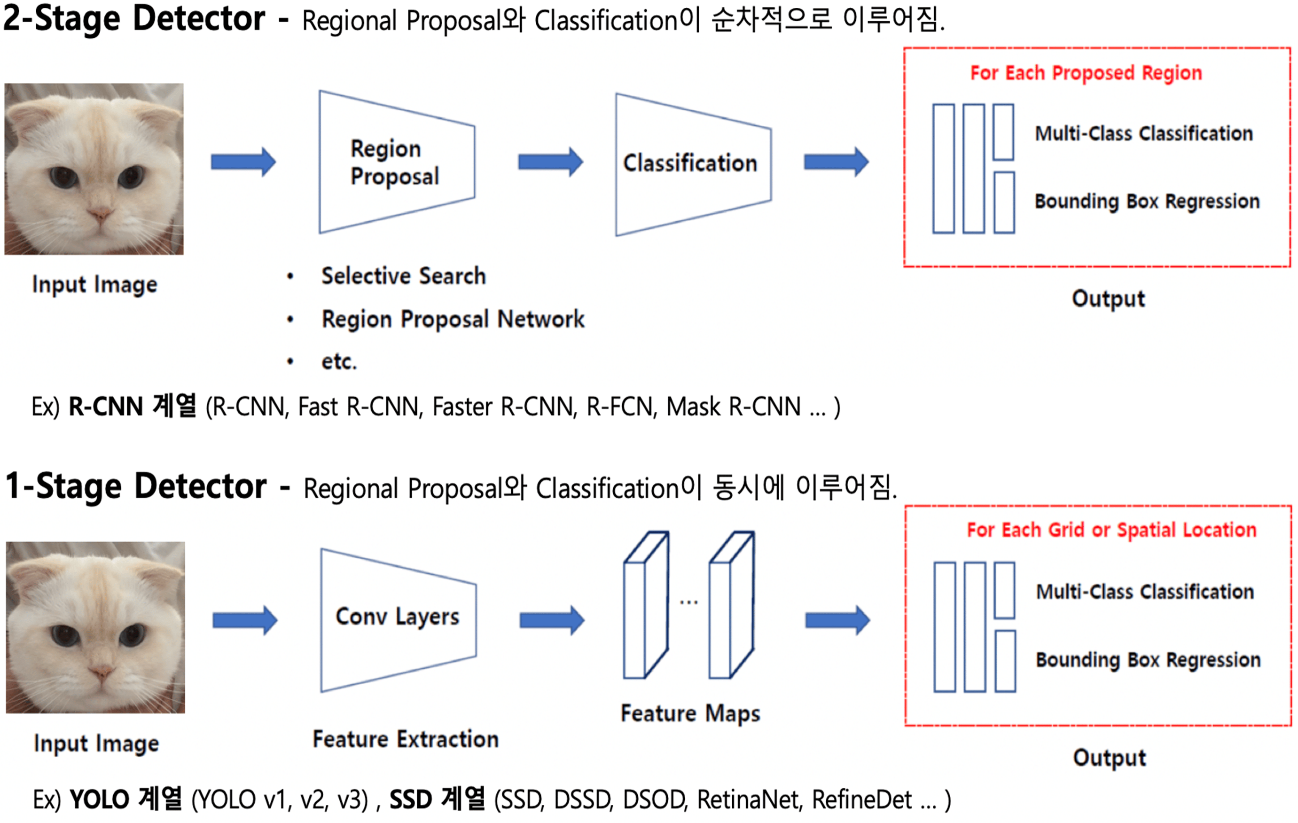 2-Stage Detector - Regional Proposal와 Classification이 순차적으로 이루어짐.
For Each Proposed Region
Region
Proposal
Classification
Multi-Class Classification
Bounding Box Regression
Input Image
Output
• Selective Search
• Region Proposal Network
• etc.
Ex) R-CNN 계열 (R-CNN, Fast R-CNN, Faster R-CNN, R-FCN, Mask R-CNN ... )
1-Stage Detector - Regional Proposal와 Classification이 동시에 이루어짐.
For Each Grid or Spatial Location
Conv Layers
...
Multi-Class Classification
Bounding Box Regression
Input Image
Feature Extraction
Feature Maps
Output
Ex) YOLO 계열 (YOLO v1, v2, v3) , SSD 계열 (SSD, DSSD, DSOD, RetinaNet, RefineDet ... )